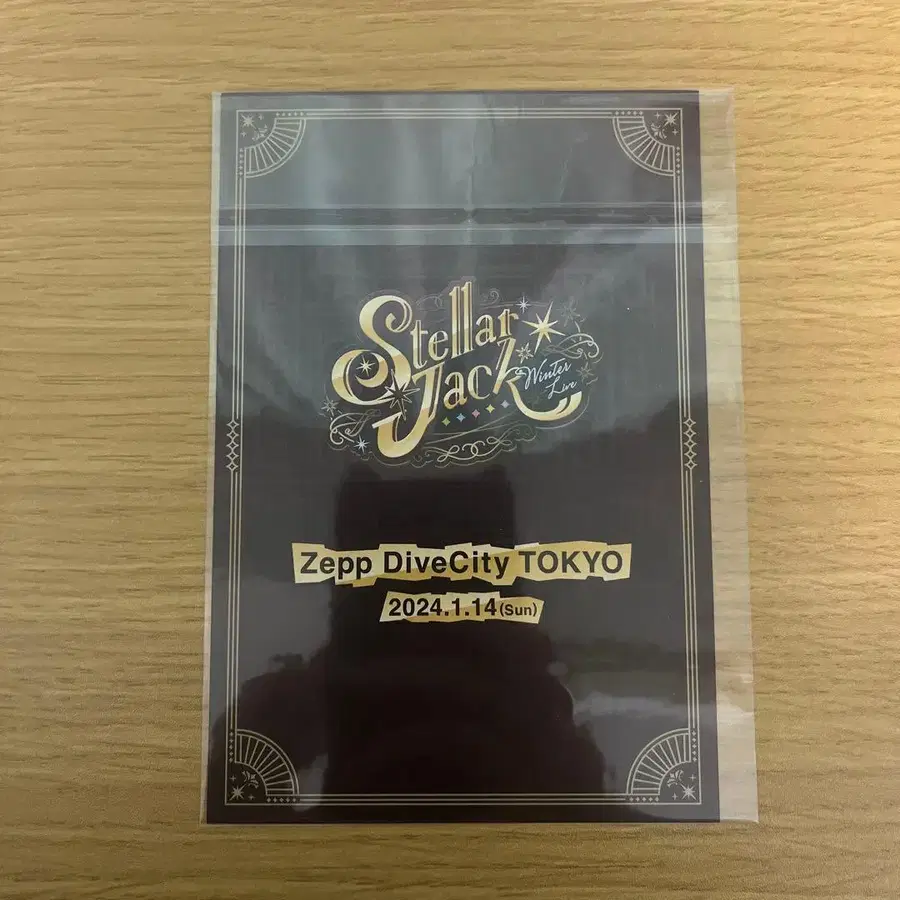 Stellar
Jack
Winter
Live
Zepp DiveCity TOKYO
2024.1.14(Sun)